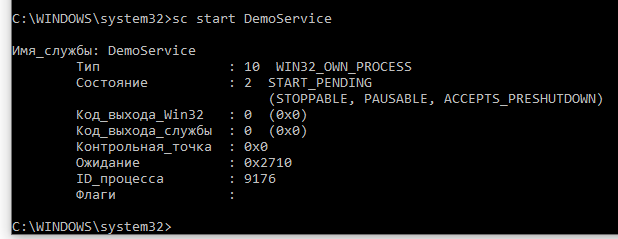 C:\WINDOWS\system32>sc start DemoService
Имя_службы: DemoService
Тип : 10 WIN32_OWN_PROCESS
Состояние : 2 START_PENDING
(STOPPABLE, PAUSABLE, ACCEPTS_PRESHUTDOWN)
Код_выхода_Win32 : 0 (0x0)
Код_выхода_службы : 0 (0x0)
Контрольная_точка : 0x0
Ожидание : 0x2710
ID_процесса : 9176
Флаги :
C:\WINDOWS\system32>